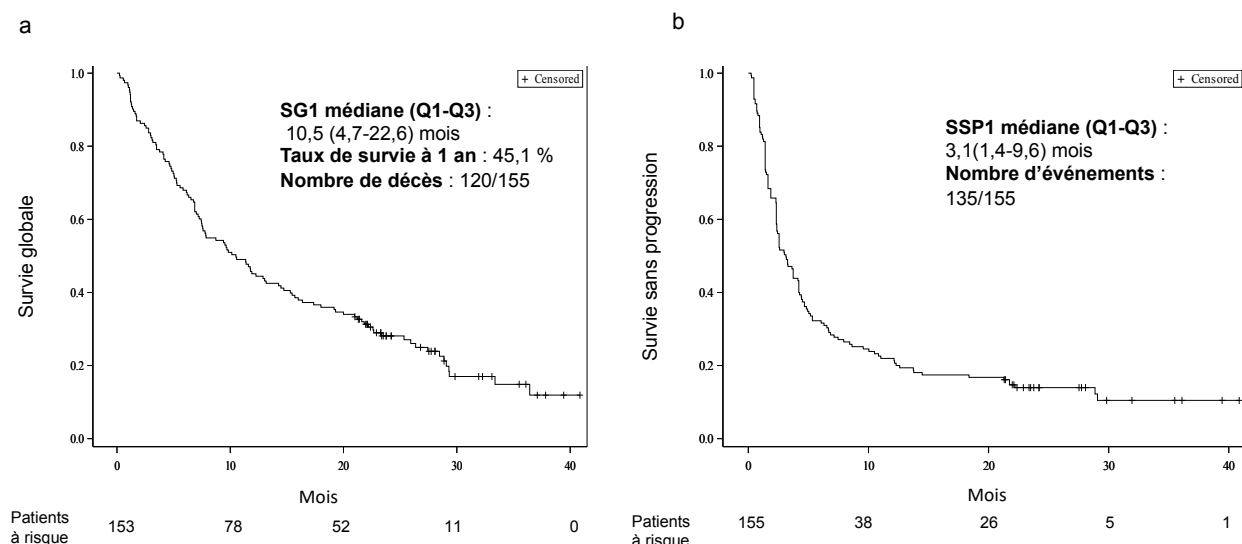 a
1.0
0.8
0.6
0.4
0.2
0.0
Survie globale
+ Censored
SG1 médiane (Q1-Q3) :
10,5 (4,7-22,6) mois
Taux de survie à 1 an : 45,1 %
Nombre de décès : 120/155
0 10 20 30 40
Mois
Patients
à risque
153 78 52 11 0
b
1.0
0.8
0.6
0.4
0.2
0.0
Survie sans progression
+ Censored
SSP1 médiane (Q1-Q3) :
3,1(1,4-9,6) mois
Nombre d’événements :
135/155
0 10 20 30 40
Mois
Patients
à risque
155 38 26 5 1